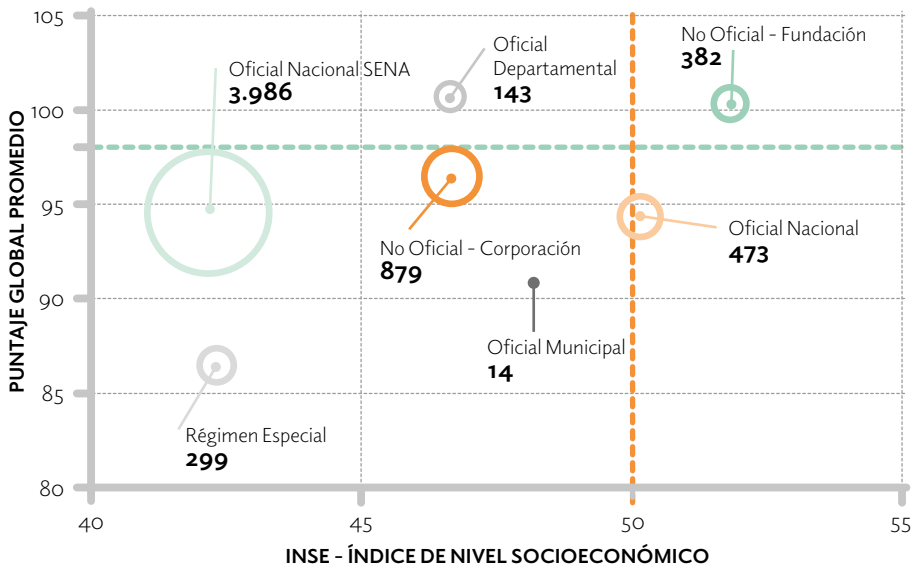 PUNTAJE GLOBAL PROMEDIO
105
100
95
90
85
80
Oficial Nacional SENA
3.986
Oficial
Departamental
143
No Oficial - Fundación
382
No Oficial - Corporación
879
Oficial Nacional
473
Oficial Municipal
14
Régimen Especial
299
40
45
50
55
INSE - ÍNDICE DE NIVEL SOCIOECONÓMICO